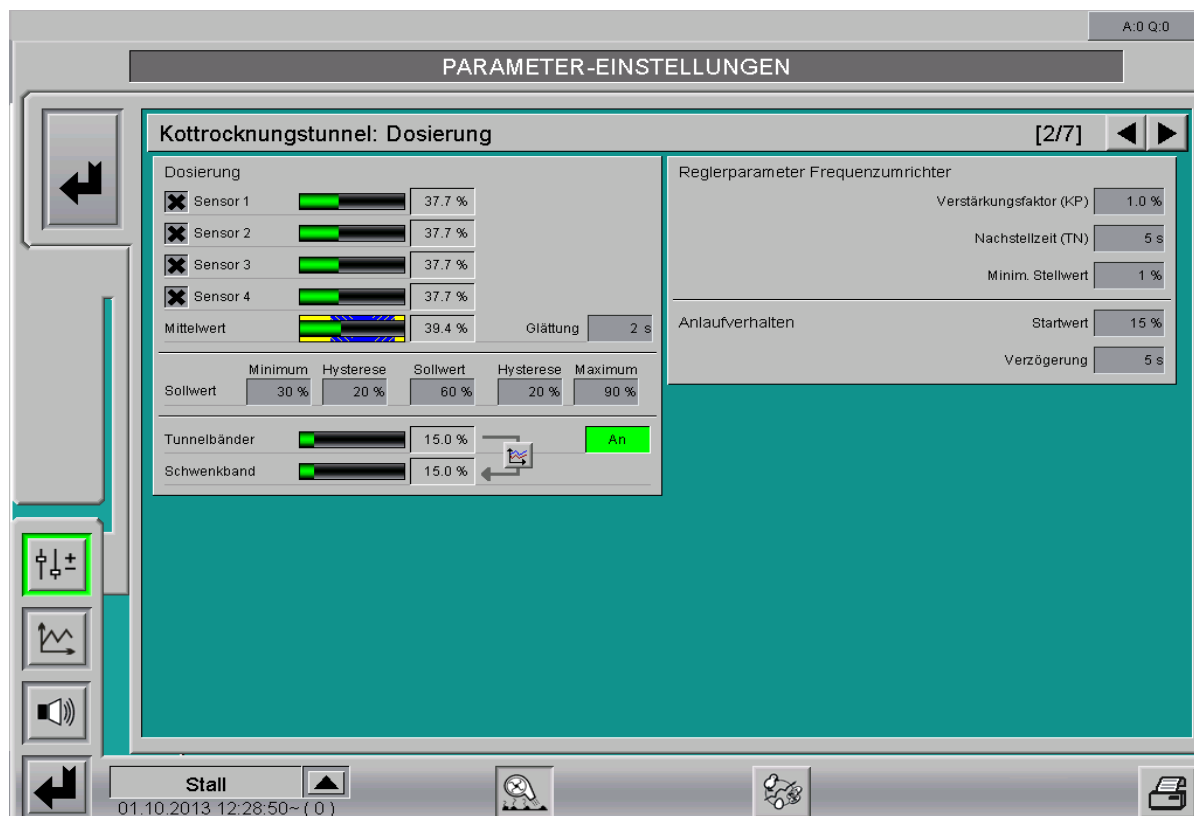 A:0 Q:0
PARAMETER-EINSTELLUNGEN
Kottrocknungstunnel: Dosierung [2/7]
Dosierung
Sensor 1 37.7 %
Sensor 2 37.7 %
Sensor 3 37.7 %
Sensor 4 37.7 %
Mittelwert 39.4 % Glättung 2 s
Minimum Hysterese Sollwert Hysterese Maximum
Sollwert 30 % 20 % 60 % 20 % 90 %
Tunnelbänder 15.0 % An
Schwenkband 15.0 %
Reglerparameter Frequenzumrichter
Verstärkungsfaktor (KP) 1.0 %
Nachstellzeit (TN) 5 s
Minim. Stellwert 1 %
Anlaufverhalten Startwert 15 %
Verzögerung 5 s
Stall
01.10.2013 12:28:50~ ( 0 )